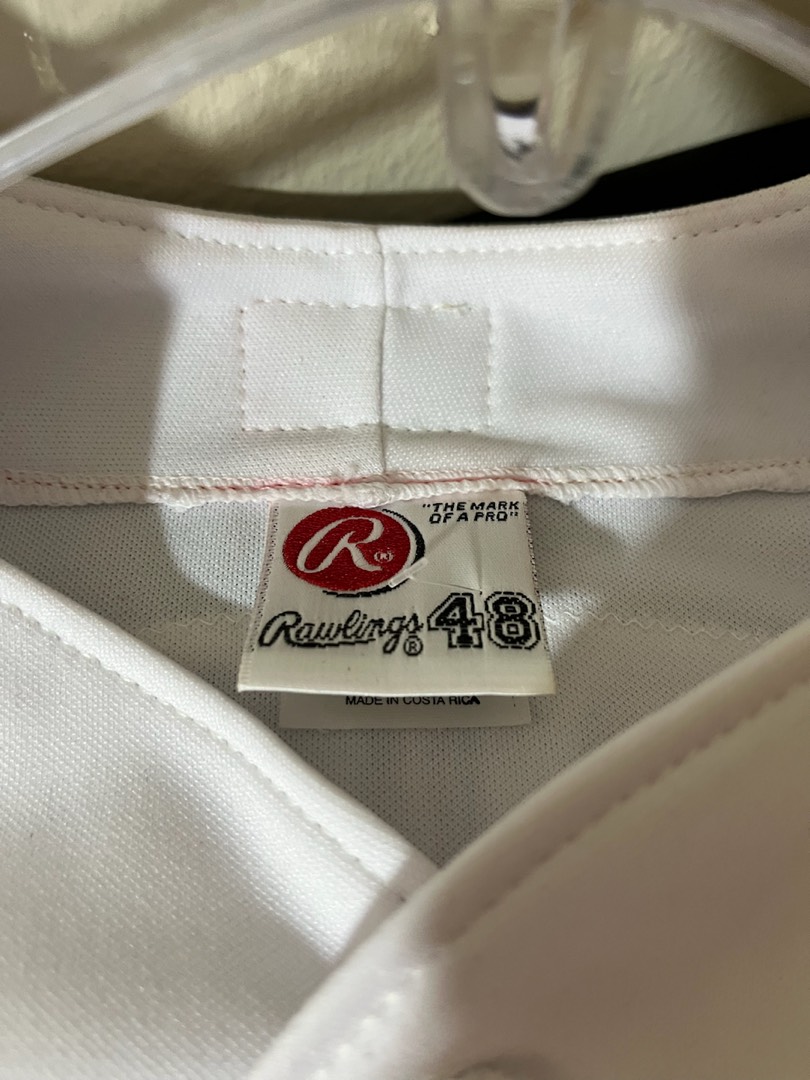 "THE MARK
OF A PRO"
R®
Rawlings® 48
MADE IN COSTA RICA